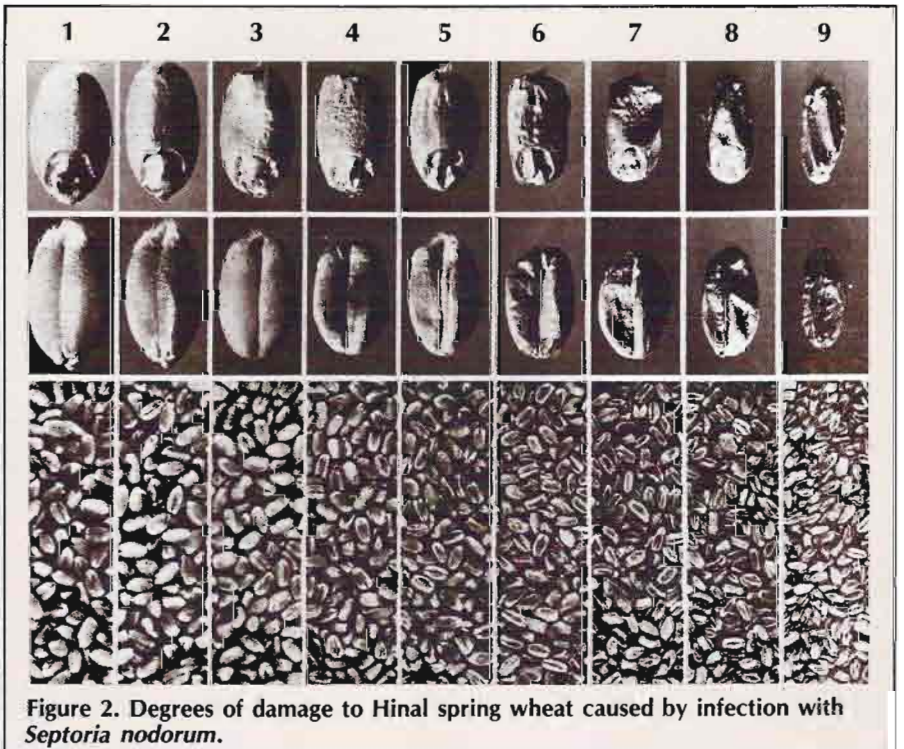 1 2 3 4 5 6 7 8 9
Figure 2. Degrees of damage to Hinal spring wheat caused by infection with
Septoria nodorum.